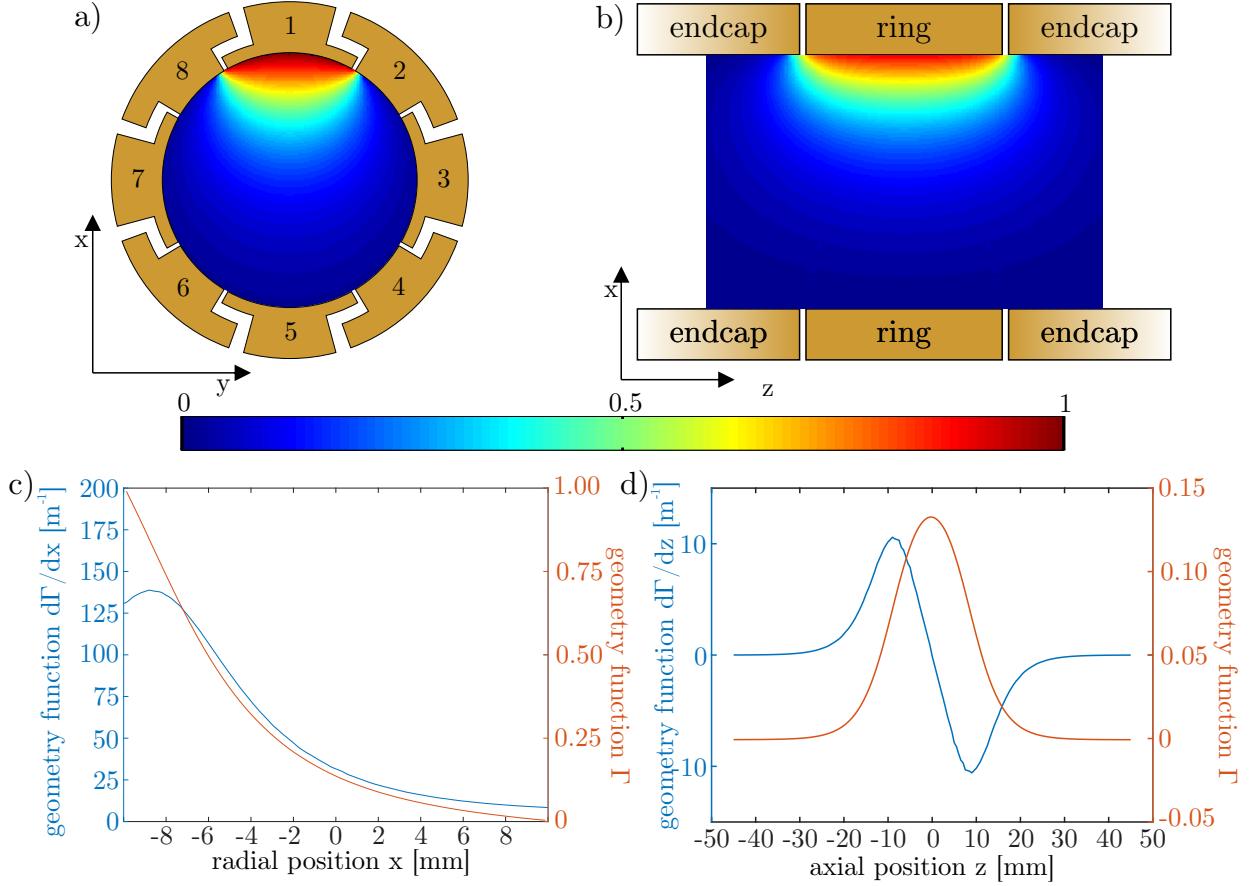 a)
1
2
3
4
5
6
7
8
x
y
b)
endcap ring endcap
endcap ring endcap
x
z
0 0.5 1
c)
geometry function dΓ/dx [m⁻¹]
200
175
150
125
100
75
50
25
0
1.00
0.75
0.50
0.25
0
geometry function Γ
-8 -6 -4 -2 0 2 4 6 8
radial position x [mm]
d)
geometry function dΓ/dz [m⁻¹]
10
0
10
0.15
0.10
0.05
0
-0.05
geometry function Γ
-50 -40 -30 -20 -10 0 10 20 30 40 50
axial position z [mm]